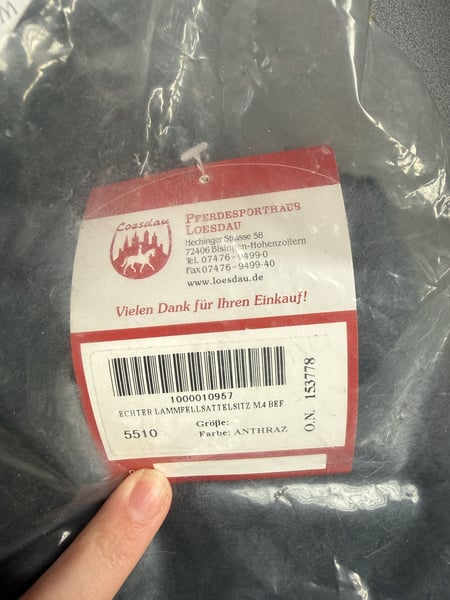 Loesdau
PFERDESPORTHAUS
LOESDAU
Hechinger Strasse 58
72406 Bisingen-Hohenzollern
Tel. 07476-9499-0
Fax 07476-9499-40
www.loesdau.de
Vielen Dank für Ihren Einkauf!
1000010957
ECHTER LAMMFELLSATTELSITZ M.4 BEF
5510
Größe:
Farbe: ANTHRAZ
O.N. 153778